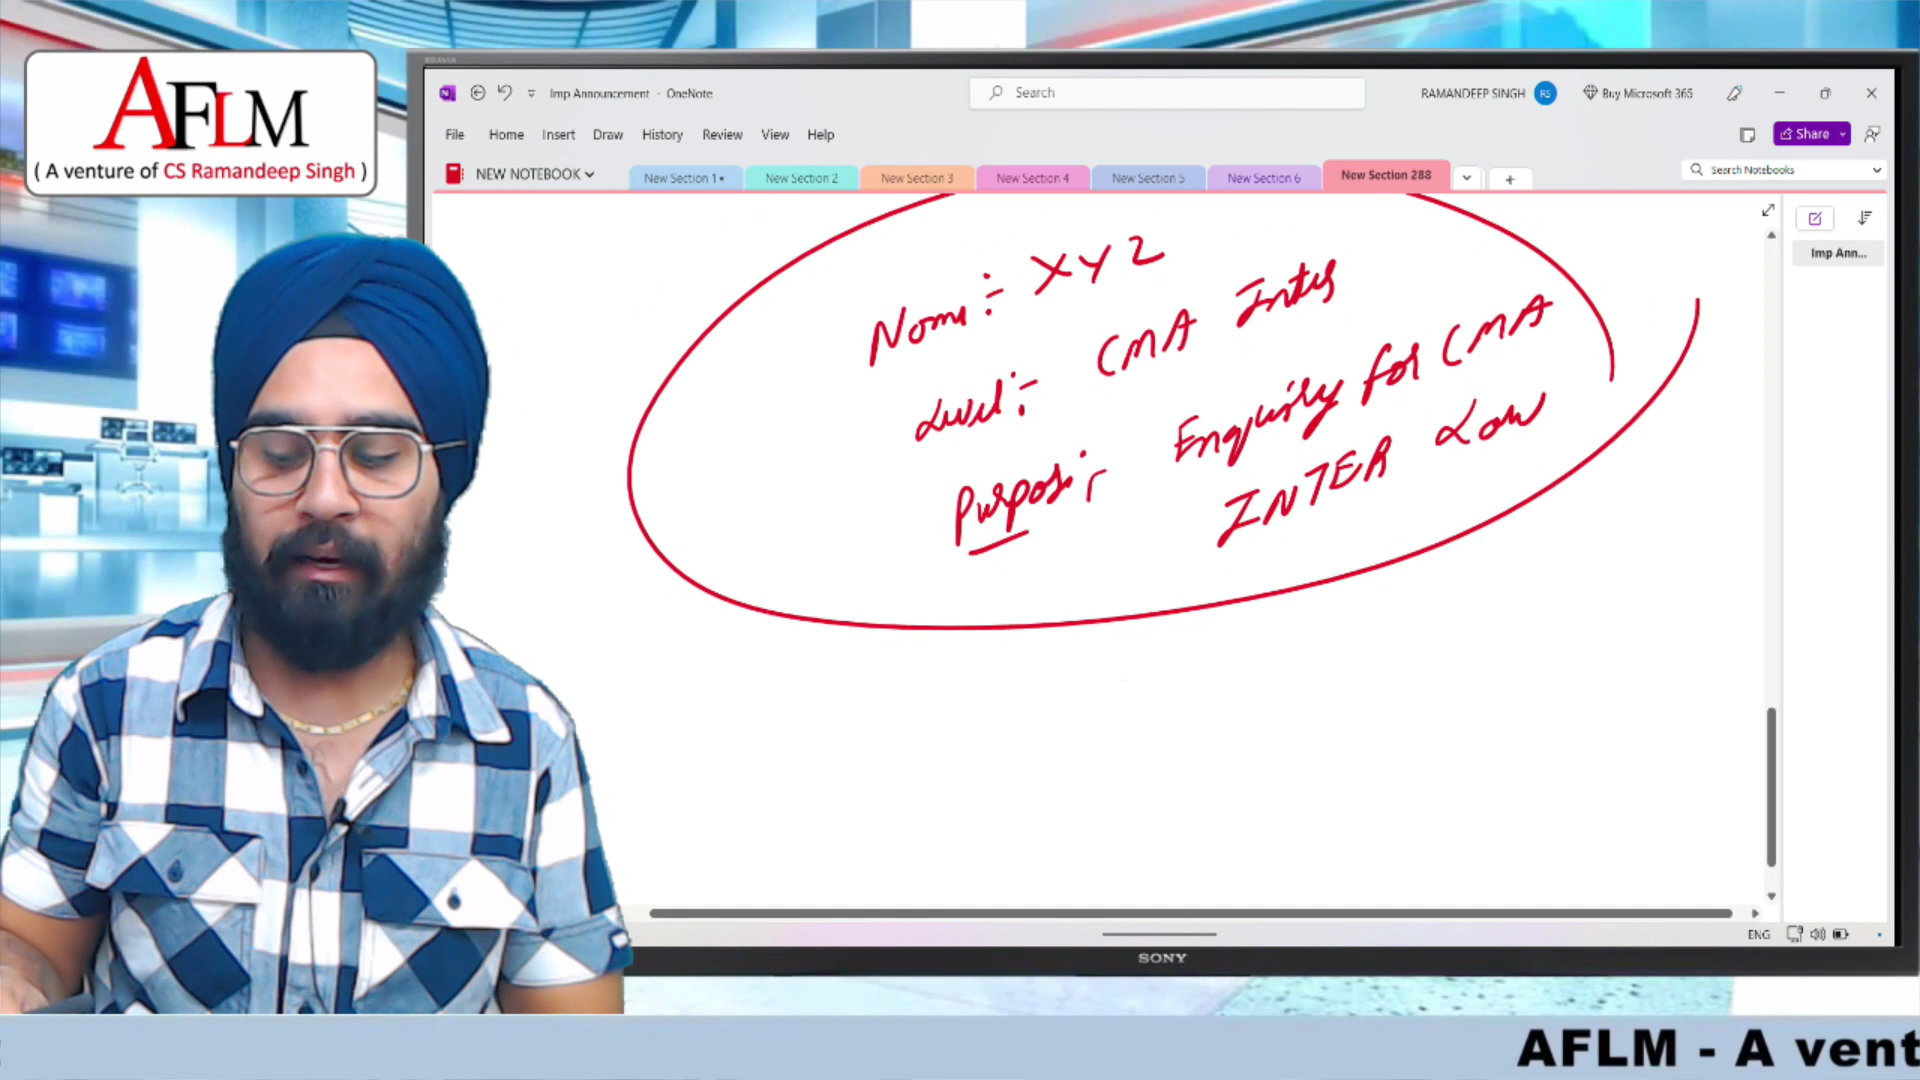 BRAVIA
AFLM
( A venture of CS Ramandeep Singh )
Imp Announcement - OneNote
Search
RAMANDEEP SINGH
RS
Buy Microsoft 365
File Home Insert Draw History Review View Help
Share
NEW NOTEBOOK
New Section 1
New Section 2
New Section 3
New Section 4
New Section 5
New Section 6
New Section 288
+
Search Notebooks
Imp Ann...
Name :- XYZ
Level :- CMA Inter
Purpose :- Enquiry for CMA
INTER Law
ENG
SONY
AFLM - A vent